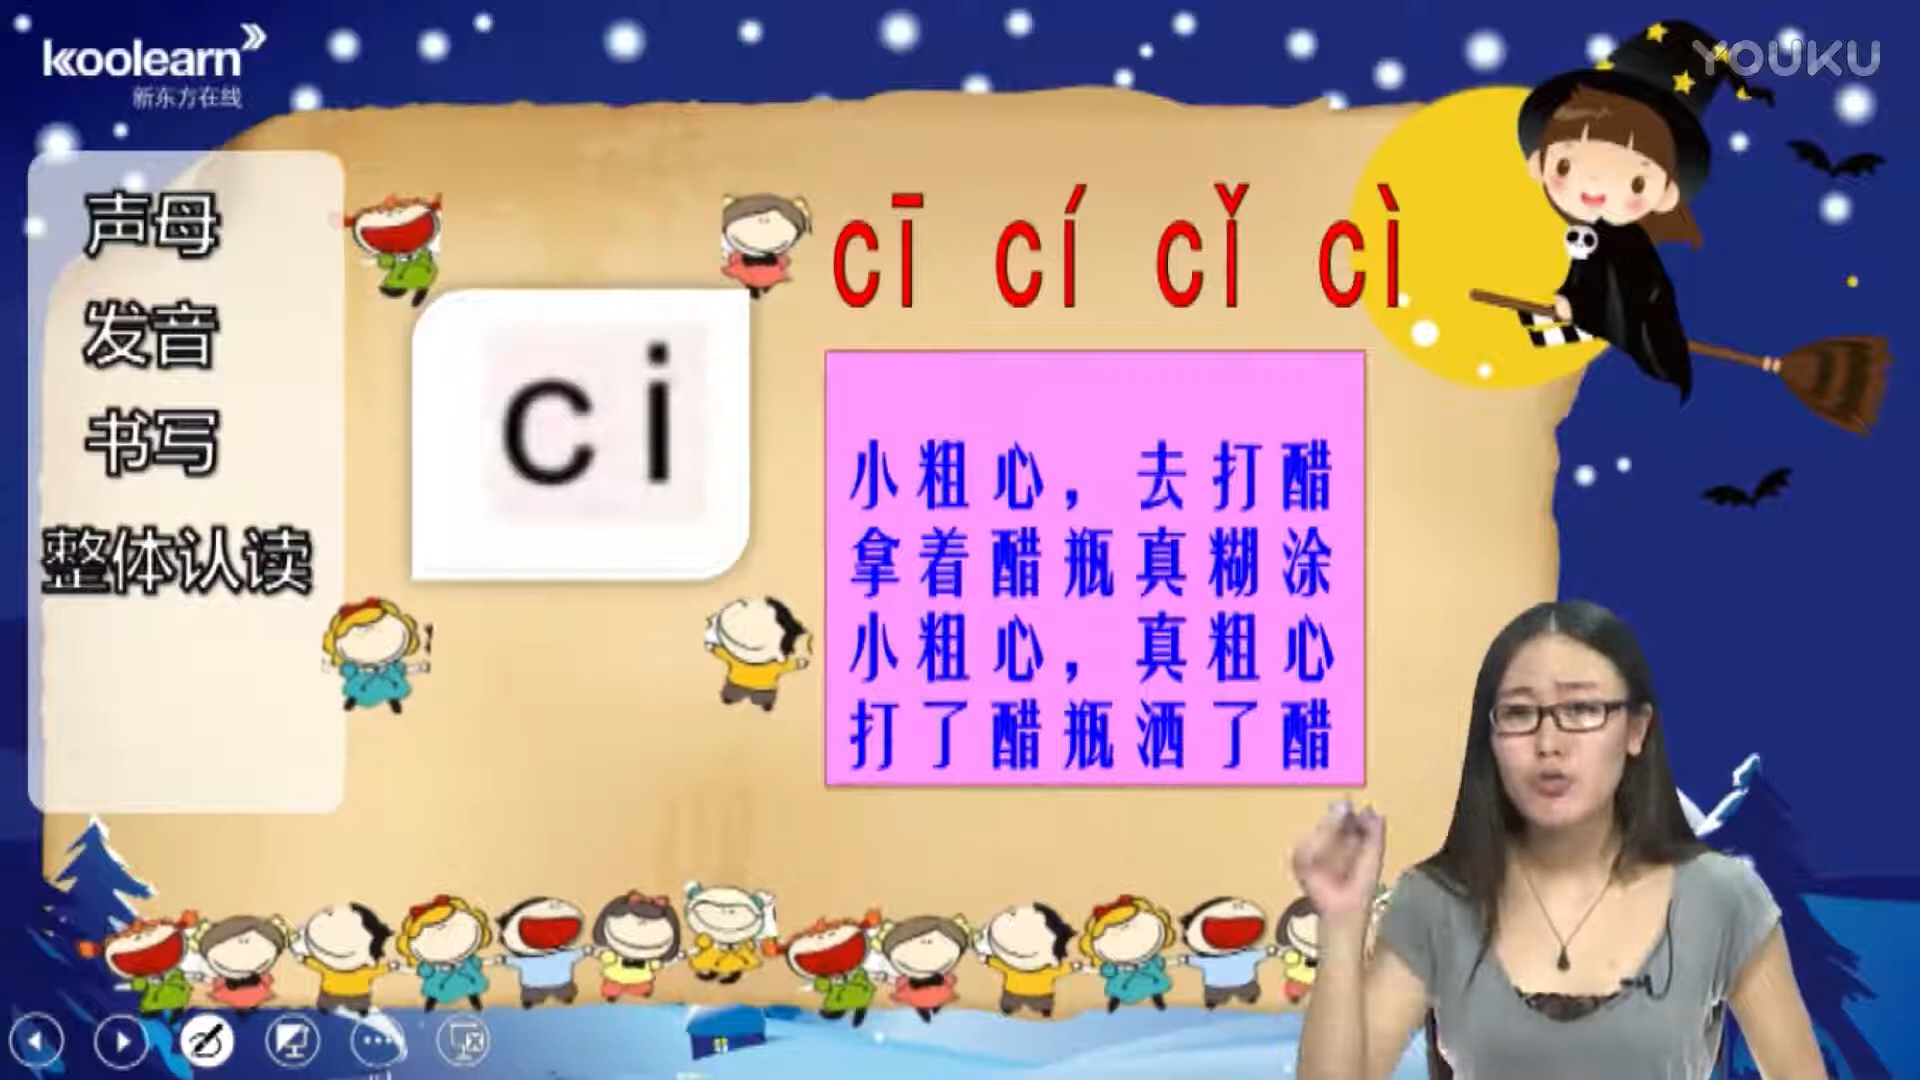 koolearn
新东方在线
YOUKU
声母
发音
书写
整体认读
ci
cī cí cǐ cì
小粗心，去打醋
拿着醋瓶真糊涂
小粗心，真粗心
打了醋瓶洒了醋